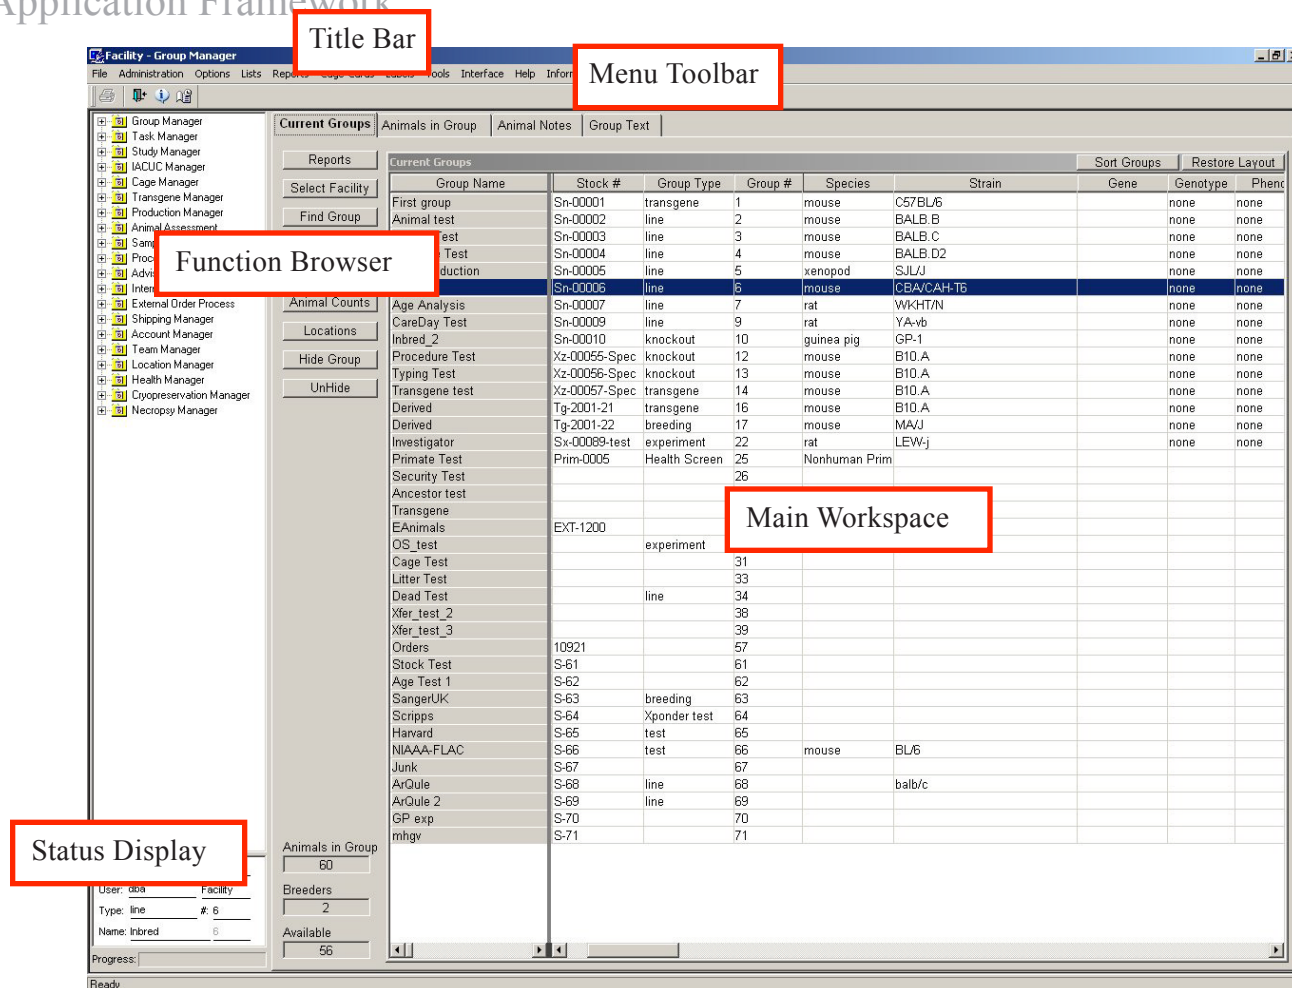 Application Framework
Title Bar
Facility - Group Manager
Menu Toolbar
File Administration Options Lists Tools Interface Help
Group Manager
Task Manager
Study Manager
IACUC Manager
Cage Manager
Transgene Manager
Production Manager
Animal Assessment
External Order Process
Shipping Manager
Account Manager
Team Manager
Location Manager
Health Manager
Cryopreservation Manager
Necropsy Manager
Function Browser
Current Groups Animals in Group Animal Notes Group Text
Reports
Select Facility
Find Group
Animal Counts
Locations
Hide Group
UnHide
Current Groups Sort Groups Restore Layout
Group Name Stock # Group Type Group # Species Strain Gene Genotype
First group Sn-00001 transgene 1 mouse C57BL/6 none none
Animal test Sn-00002 line 2 mouse BALB.B none none
Sn-00003 line 3 mouse BALB.C none none
Test Sn-00004 line 4 mouse BALB.D2 none none
Sn-00005 line 5 xenopod SJL/J none none
Sn-00006 line 6 mouse CBA/CAH-T6 none none
Age Analysis Sn-00007 line 7 rat WKHT/N none none
CareDay Test Sn-00009 line 9 rat YA-vb none none
Inbred_2 Sn-00010 knockout 10 guinea pig GP-1 none none
Procedure Test Xz-00055-Spec knockout 12 mouse B10.A none none
Typing Test Xz-00056-Spec knockout 13 mouse B10.A none none
Transgene test Xz-00057-Spec transgene 14 mouse B10.A none none
Derived Tg-2001-21 transgene 16 mouse B10.A none none
Derived Tg-2001-22 breeding 17 mouse MA/J none none
Investigator Sx-00089-test experiment 22 rat LEW-j none none
Primate Test Prim-0005 Health Screen 25 Nonhuman Prim
Security Test 26
Ancestor test
Transgene
Main Workspace
EAnimals EXT-1200
OS_test experiment
Cage Test 31
Litter Test 33
Dead Test line 34
Xfer_test_2 38
Xfer_test_3 39
Orders 10921 57
Stock Test S-61 61
Age Test 1 S-62 62
SangerUK S-63 breeding 63
Scripps S-64 Xponder test 64
Harvard S-65 test 65
NIAAA-FLAC S-66 test 66 mouse BL/6
Junk S-67 67
ArQule S-68 line 68 balb/c
ArQule 2 S-69 line 69
GP exp S-70 70
mhgv S-71 71
Status Display
User: dba Facility
Type: line #: 6
Name: Inbred 6
Progress:
Animals in Group
60
Breeders
2
Available
56
Ready